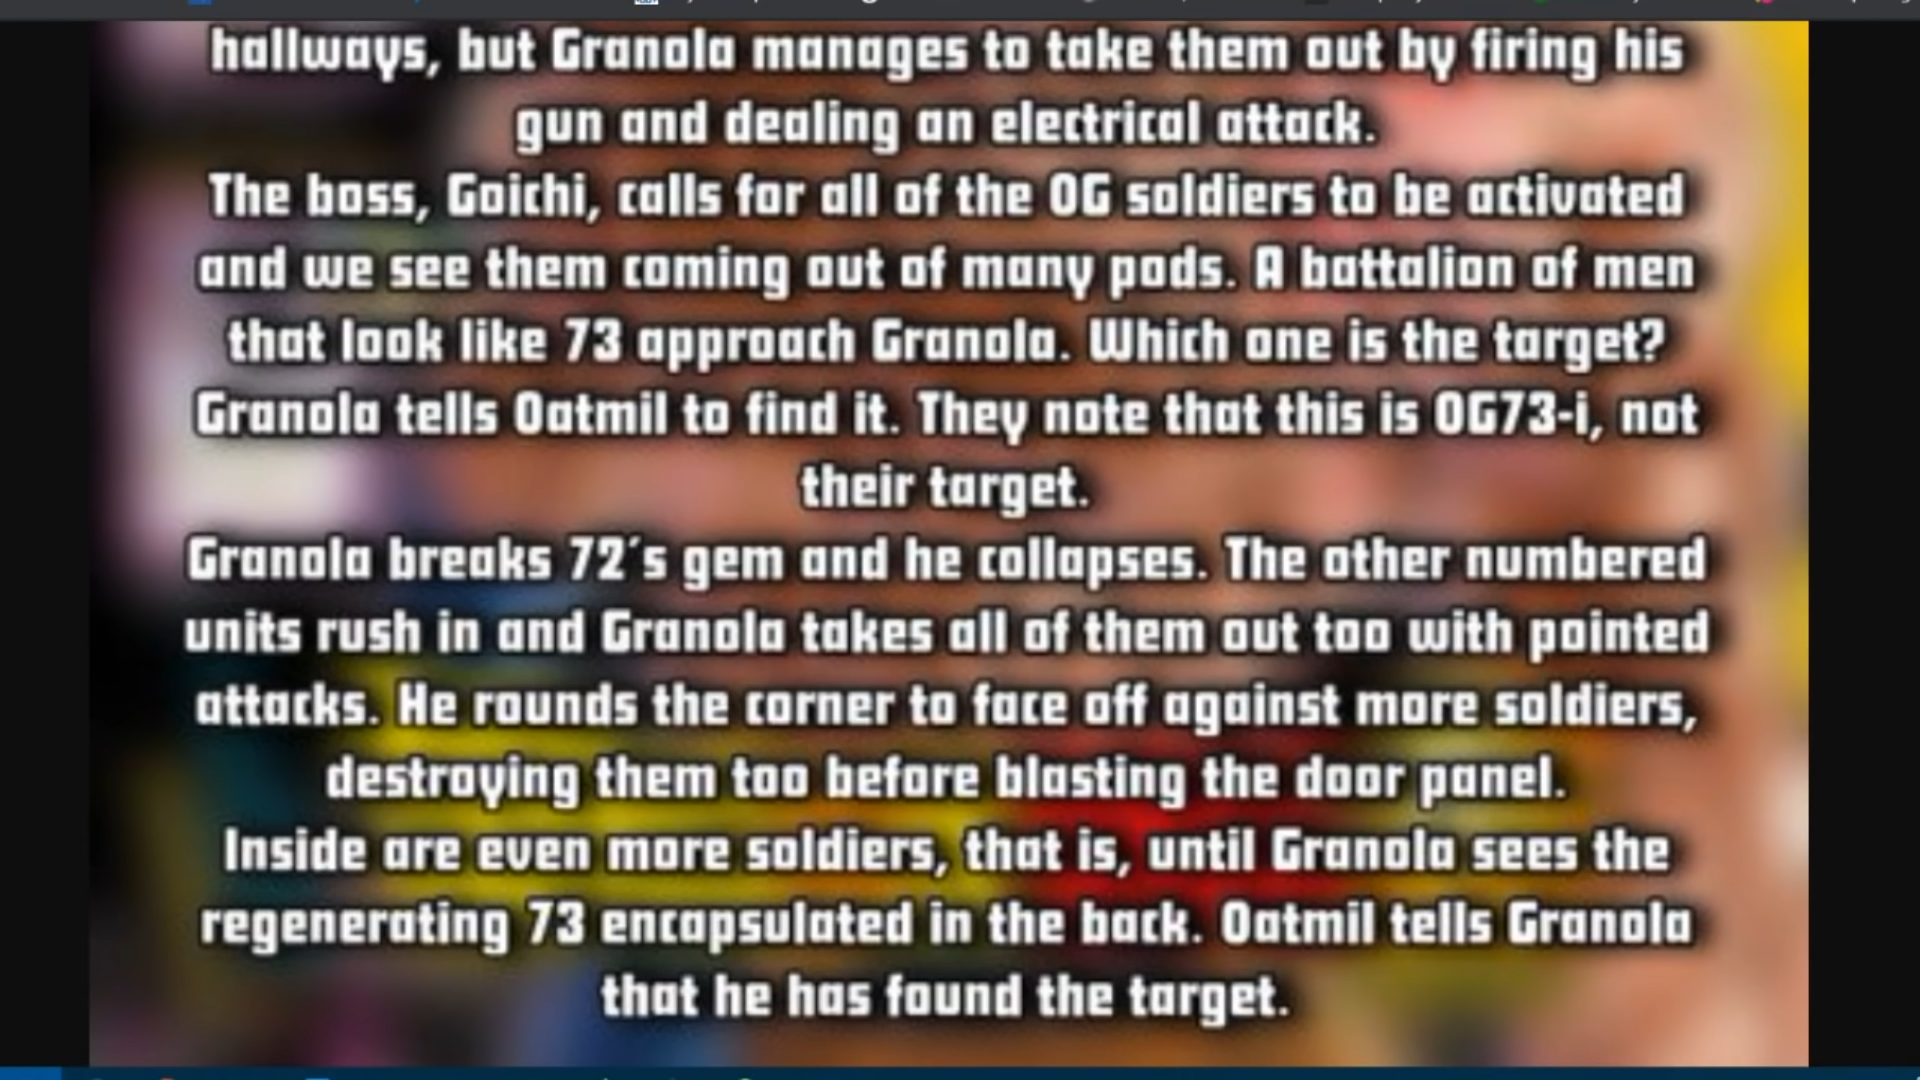 hallways, but Granola manages to take them out by firing his
gun and dealing an electrical attack.
The boss, Goichi, calls for all of the OG soldiers to be activated
and we see them coming out of many pods. A battalion of men
that look like 73 approach Granola. Which one is the target?
Granola tells Oatmil to find it. They note that this is OG73-i, not
their target.
Granola breaks 72´s gem and he collapses. The other numbered
units rush in and Granola takes all of them out too with pointed
attacks. He rounds the corner to face off against more soldiers,
destroying them too before blasting the door panel.
Inside are even more soldiers, that is, until Granola sees the
regenerating 73 encapsulated in the back. Oatmil tells Granola
that he has found the target.